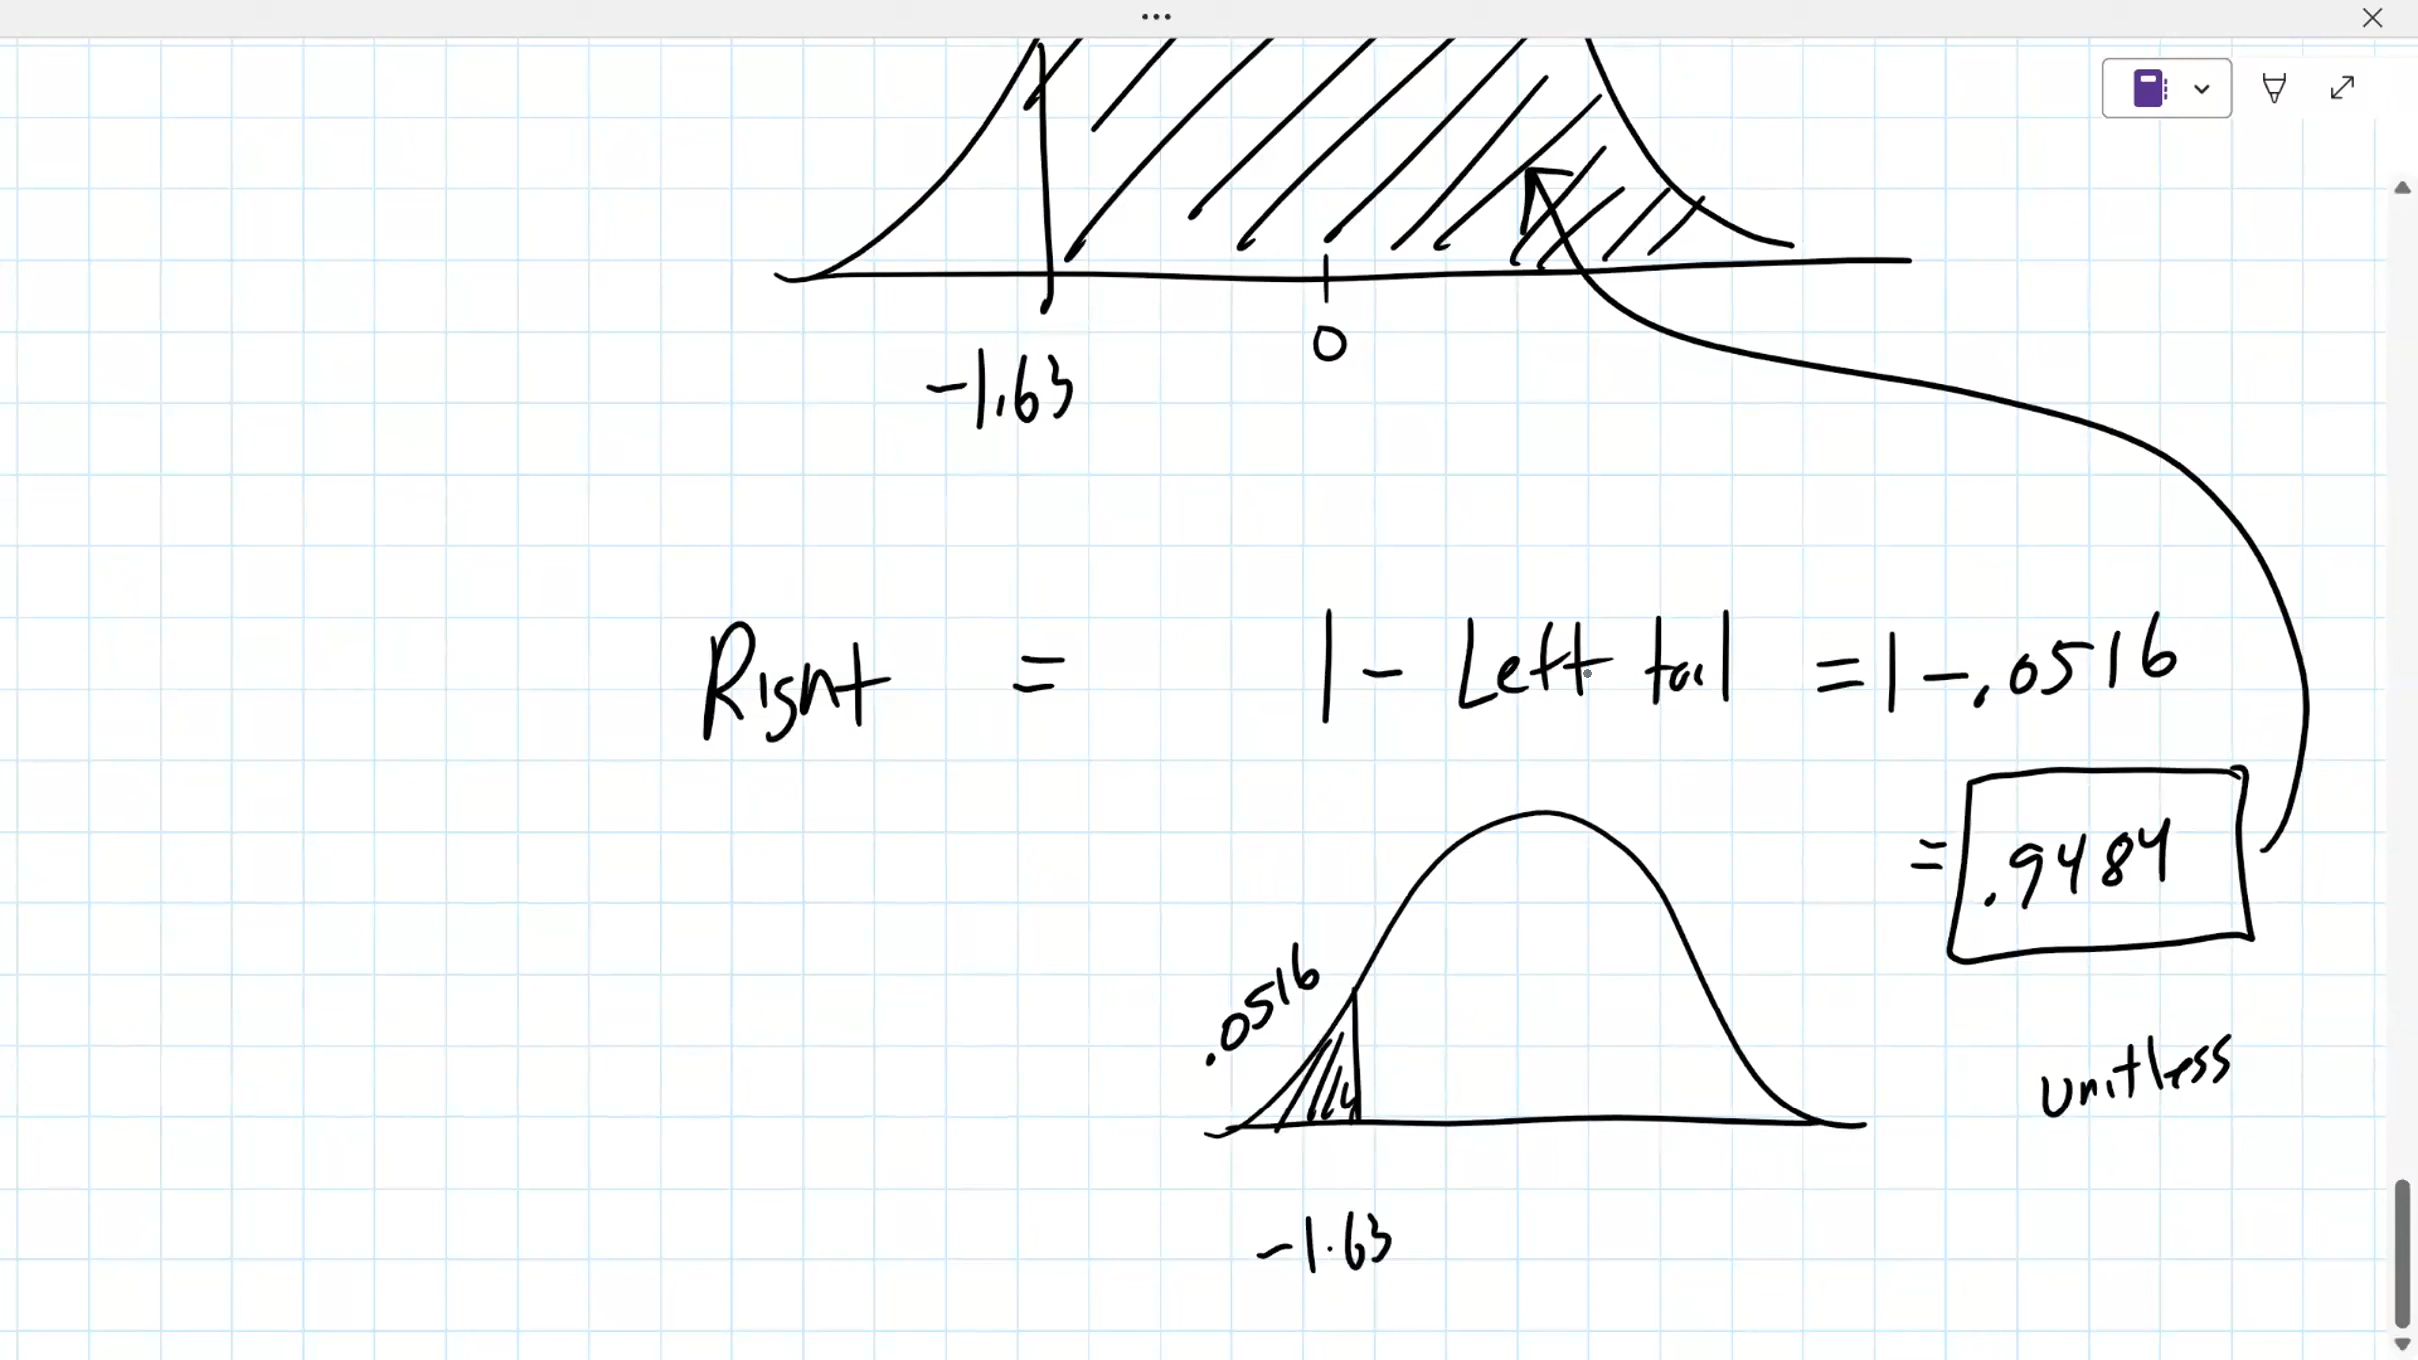 -1.63
0
Right = 1 - Left tail = 1 - .0516
= .9484
.0516
unitless
-1.63